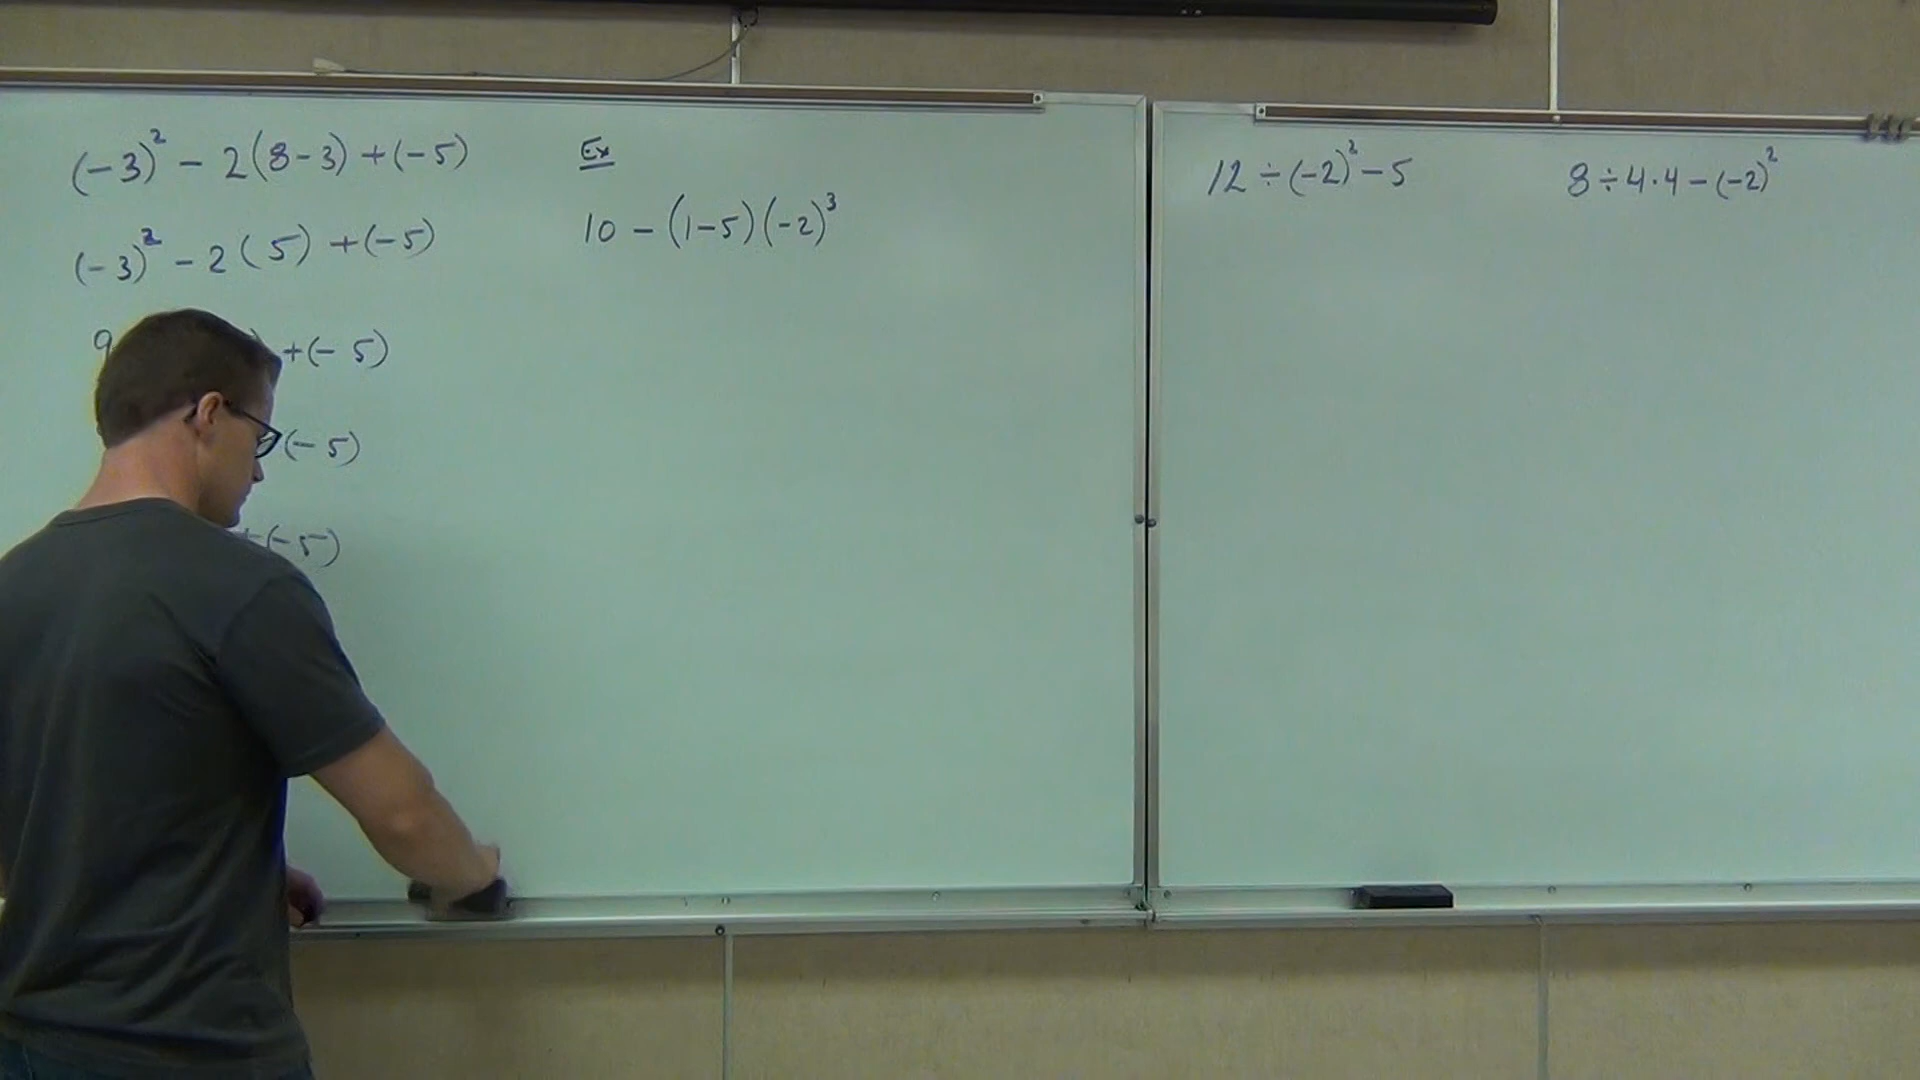 (-3)² - 2(8-3) + (-5)
(-3)² - 2(5) + (-5)
9 ) + (-5)
(-5)
+ (-5)
Ex
10 - (1-5)(-2)³
12 ÷ (-2)² - 5
8 ÷ 4 · 4 - (-2)²